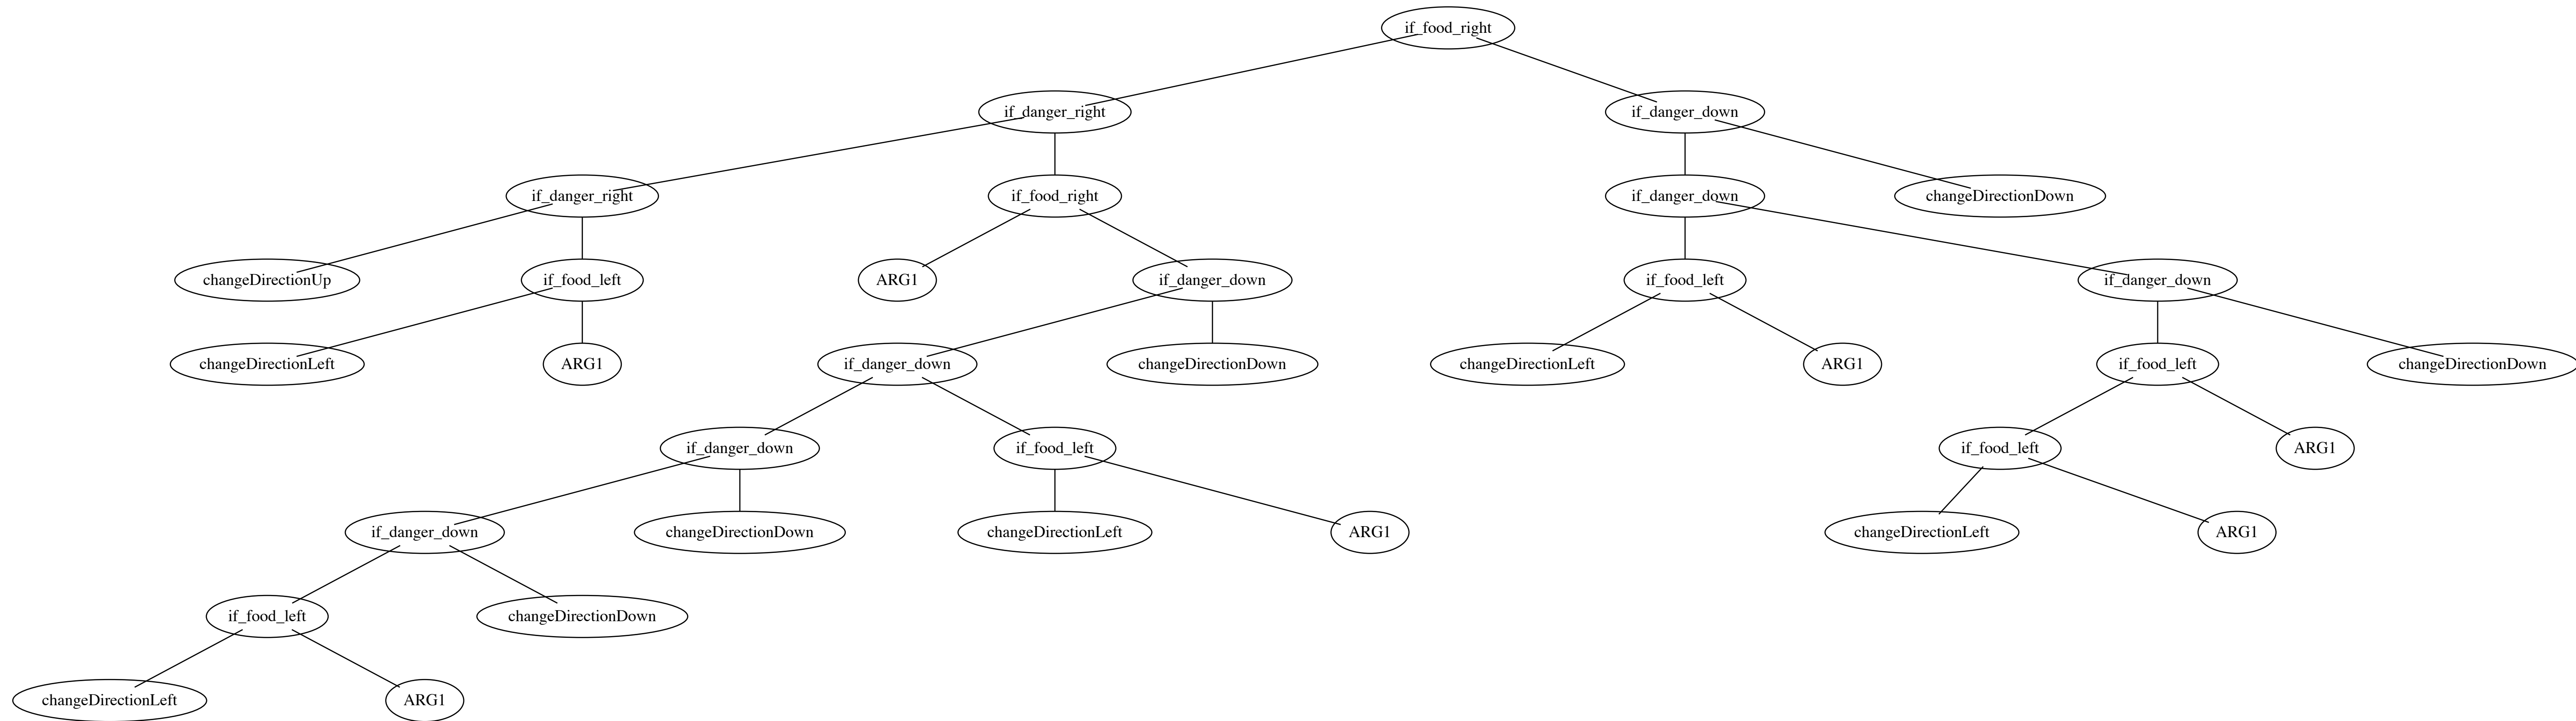 if_food_right
if_danger_right
if_danger_down
if_danger_right
if_food_right
if_danger_down
changeDirectionDown
changeDirectionUp
if_food_left
ARG1
if_danger_down
if_food_left
if_danger_down
changeDirectionLeft
ARG1
if_danger_down
changeDirectionDown
changeDirectionLeft
ARG1
if_food_left
changeDirectionDown
if_danger_down
if_food_left
if_food_left
ARG1
if_danger_down
changeDirectionDown
changeDirectionLeft
ARG1
changeDirectionLeft
ARG1
if_food_left
changeDirectionDown
changeDirectionLeft
ARG1